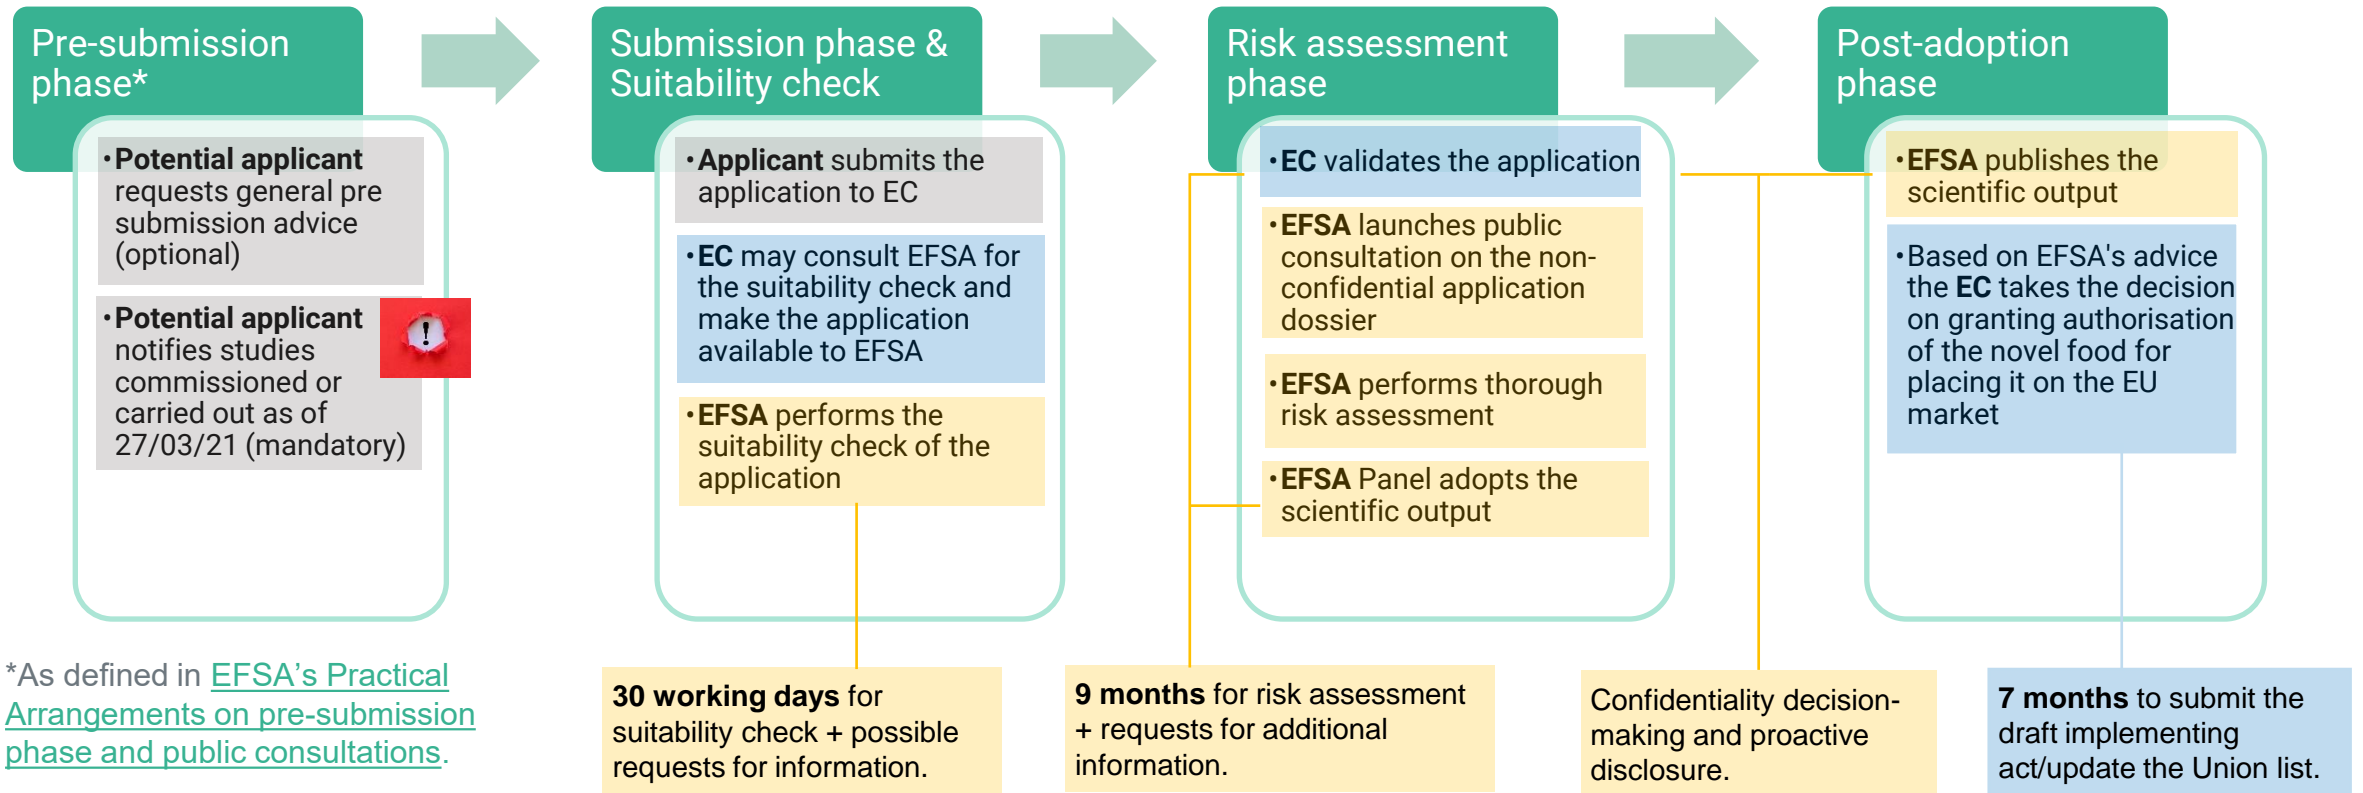 Pre-submission
phase*
•Potential applicant
requests general pre
submission advice
(optional)
•Potential applicant
notifies studies
commissioned or
carried out as of
27/03/21 (mandatory)
!
*As defined in EFSA’s Practical
Arrangements on pre-submission
phase and public consultations.
Submission phase &
Suitability check
•Applicant submits the
application to EC
•EC may consult EFSA for
the suitability check and
make the application
available to EFSA
•EFSA performs the
suitability check of the
application
30 working days for
suitability check + possible
requests for information.
Risk assessment
phase
•EC validates the application
•EFSA launches public
consultation on the non-
confidential application
dossier
•EFSA performs thorough
risk assessment
•EFSA Panel adopts the
scientific output
9 months for risk assessment
+ requests for additional
information.
Confidentiality decision-
making and proactive
disclosure.
Post-adoption
phase
•EFSA publishes the
scientific output
•Based on EFSA's advice
the EC takes the decision
on granting authorisation
of the novel food for
placing it on the EU
market
7 months to submit the
draft implementing
act/update the Union list.